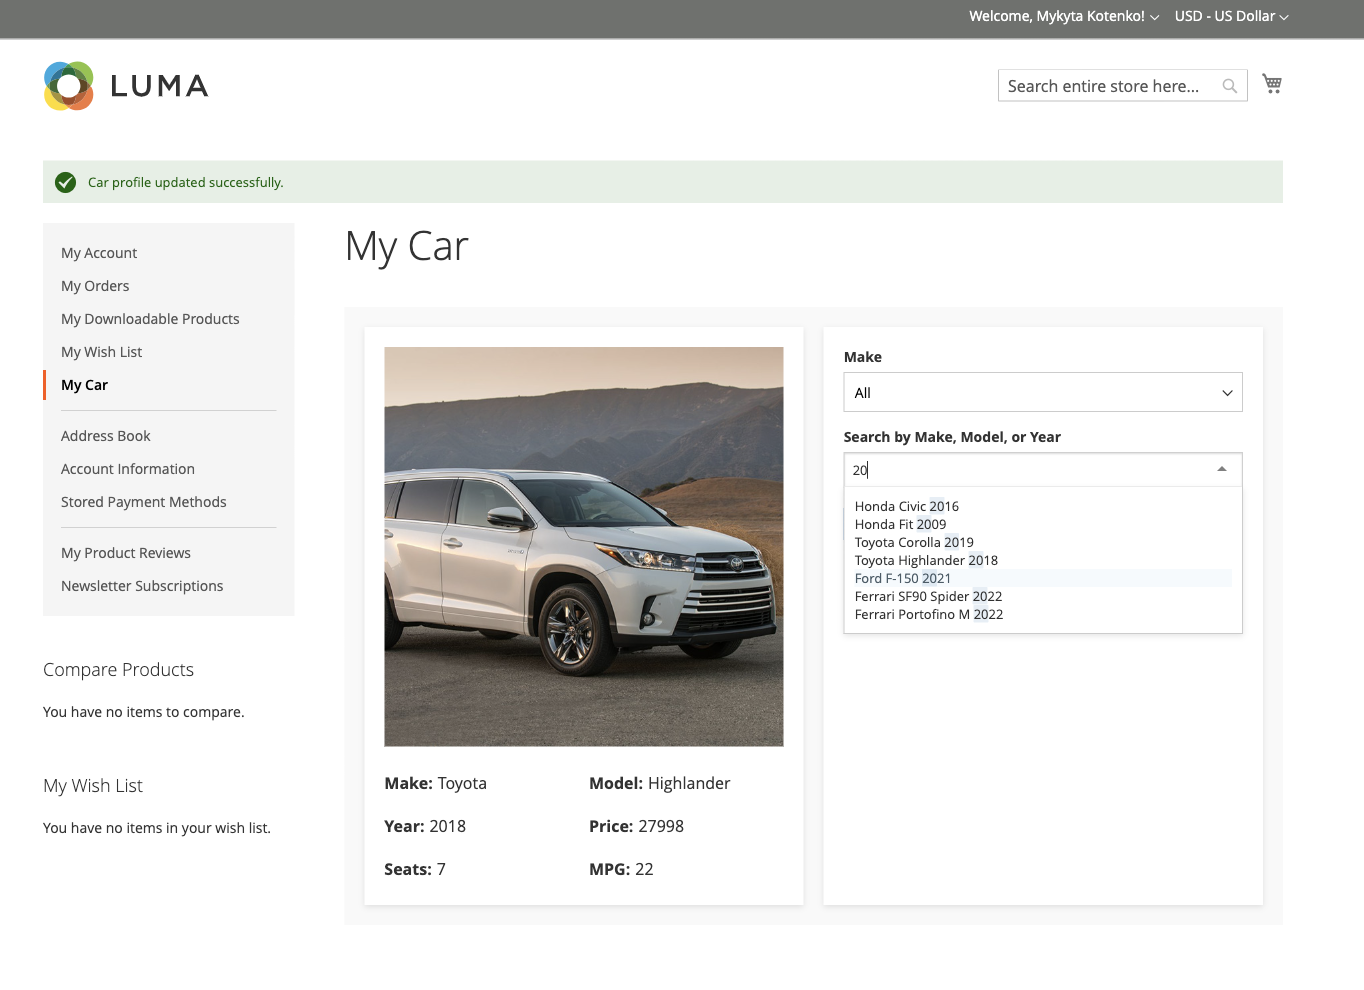 Welcome, Mykyta Kotenko!
USD - US Dollar
LUMA
Search entire store here...
Car profile updated successfully.
My Account
My Orders
My Downloadable Products
My Wish List
My Car
Address Book
Account Information
Stored Payment Methods
My Product Reviews
Newsletter Subscriptions
Compare Products
You have no items to compare.
My Wish List
You have no items in your wish list.
My Car
Make: Toyota
Model: Highlander
Year: 2018
Price: 27998
Seats: 7
MPG: 22
Make
All
Search by Make, Model, or Year
20
Honda Civic 2016
Honda Fit 2009
Toyota Corolla 2019
Toyota Highlander 2018
Ford F-150 2021
Ferrari SF90 Spider 2022
Ferrari Portofino M 2022